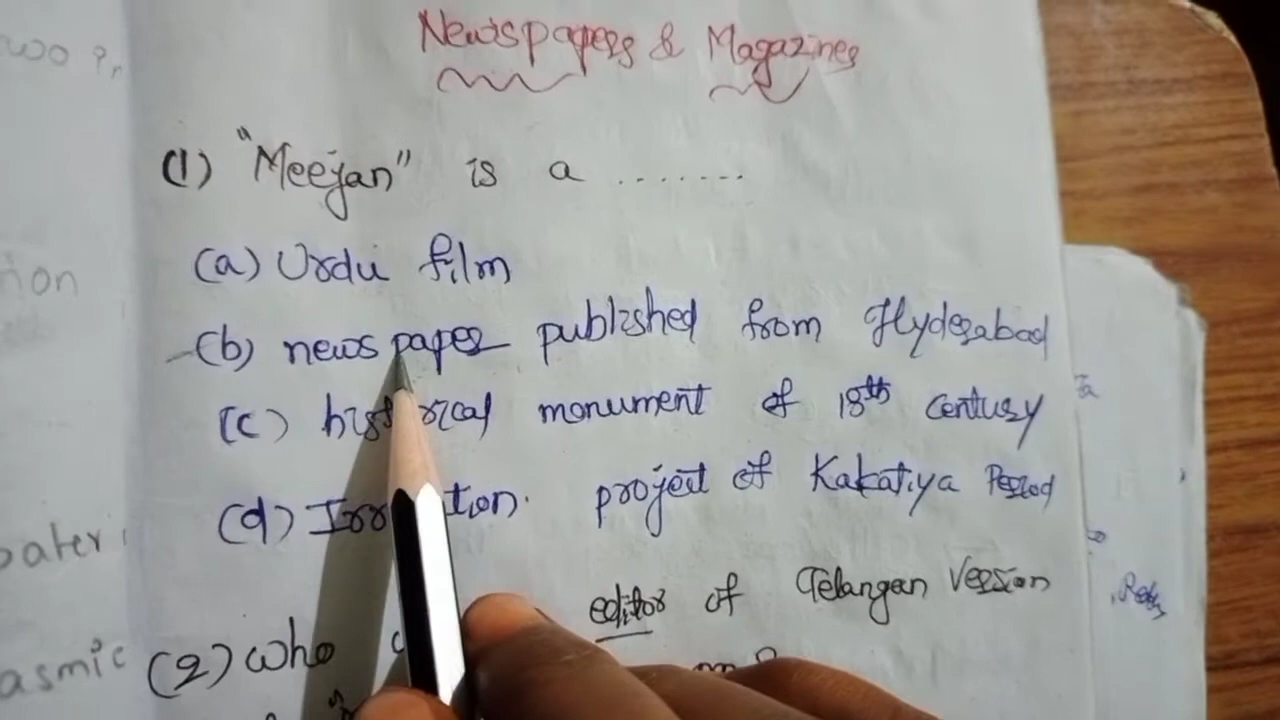 Newspapers & Magazines
(1) "Meejan" is a ........
(a) Urdu film
(b) newspaper published from Hyderabad
(c) historical monument of 18th century
(d) project of Kakatiya Period
(2) who editor of Telangan Version